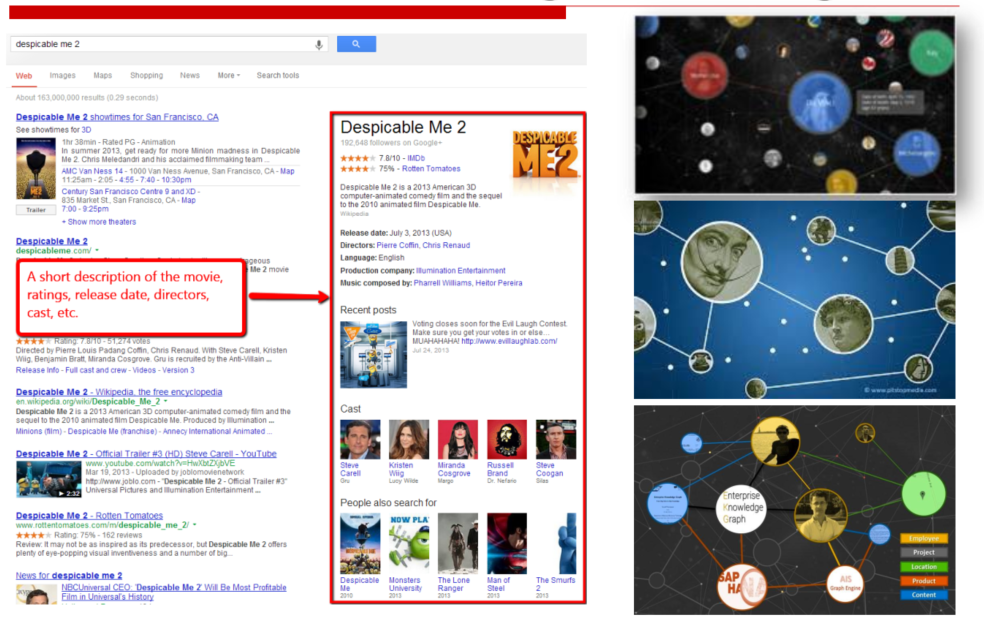 despicable me 2
Web Images Maps Shopping News More Search tools
About 163,000,000 results (0.29 seconds)
Despicable Me 2 showtimes for San Francisco, CA
See showtimes for 3D
1hr 38min - Rated PG - Animation
In summer 2013, get ready for more Minion madness in Despicable
Me 2. Chris Meledandri and his acclaimed filmmaking team ...
AMC Van Ness 14 - 1000 Van Ness Avenue, San Francisco, CA - Map
11:25am - 2:05 - 4:55 - 7:40 - 10:30pm
Century San Francisco Centre 9 and XD -
835 Market St., San Francisco, CA - Map
7:00 - 9:25pm
Trailer
+ Show more theaters
Despicable Me 2
despicableme.com/
geous
Me 2 movie
A short description of the movie,
ratings, release date, directors,
cast, etc.
Rating: 7.8/10 - 51,274 votes
Directed by Pierre Louis Padang Coffin, Chris Renaud. With Steve Carell, Kristen
Wiig, Benjamin Bratt, Miranda Cosgrove. Gru is recruited by the Anti-Villain ...
Release Info - Full cast and crew - Videos - Version 3
Despicable Me 2 - Wikipedia, the free encyclopedia
en.wikipedia.org/wiki/Despicable_Me_2
Despicable Me 2 is a 2013 American 3D computer-animated comedy film and the
sequel to the 2010 animated film Despicable Me. Produced by Illumination ...
Minions (film) - Despicable Me (franchise) - Annecy International Animated ...
Despicable Me 2 - Official Trailer #3 (HD) Steve Carell - YouTube
www.youtube.com/watch?v=HwXbtZXjbVE
Mar 19, 2013 - Uploaded by joblomovienetwork
http://www.joblo.com - "Despicable Me 2 - Official Trailer #3"
Universal Pictures and Illumination Entertainment ...
2:32
Despicable Me 2 - Rotten Tomatoes
www.rottentomatoes.com/m/despicable_me_2/
Rating: 75% - 162 reviews
Review: It may not be as inspired as its predecessor, but Despicable Me 2 offers
plenty of eye-popping visual inventiveness and a number of big...
News for despicable me 2
NBCUniversal CEO: 'Despicable Me 2' Will Be Most Profitable
Film in Universal's History
Despicable Me 2
192,648 followers on Google+
7.8/10 - IMDb
75% - Rotten Tomatoes
DESPICABLE
ME2
Despicable Me 2 is a 2013 American 3D
computer-animated comedy film and the sequel
to the 2010 animated film Despicable Me.
Wikipedia
Release date: July 3, 2013 (USA)
Directors: Pierre Coffin, Chris Renaud
Language: English
Production company: Illumination Entertainment
Music composed by: Pharrell Williams, Heitor Pereira
Recent posts
Voting closes soon for the Evil Laugh Contest.
Make sure you get your votes in or else...
MUAHAHAHA! http://www.evillaughlab.com/
Jul 24, 2013
Cast
Steve Carell
Gru
Kristen Wiig
Lucy Wilde
Miranda Cosgrove
Margo
Russell Brand
Dr. Nefario
Steve Coogan
Silas
People also search for
NOW PLA
Despicable Me
2010
Monsters University
2013
The Lone Ranger
2013
Man of Steel
2013
The Smurfs 2
2013
Da Vinci
Michelangelo
© www.pitstopmedia.com
Enterprise
Knowledge
Graph
SAP
HA
AIS
Graph Engine
Employee
Project
Location
Product
Content